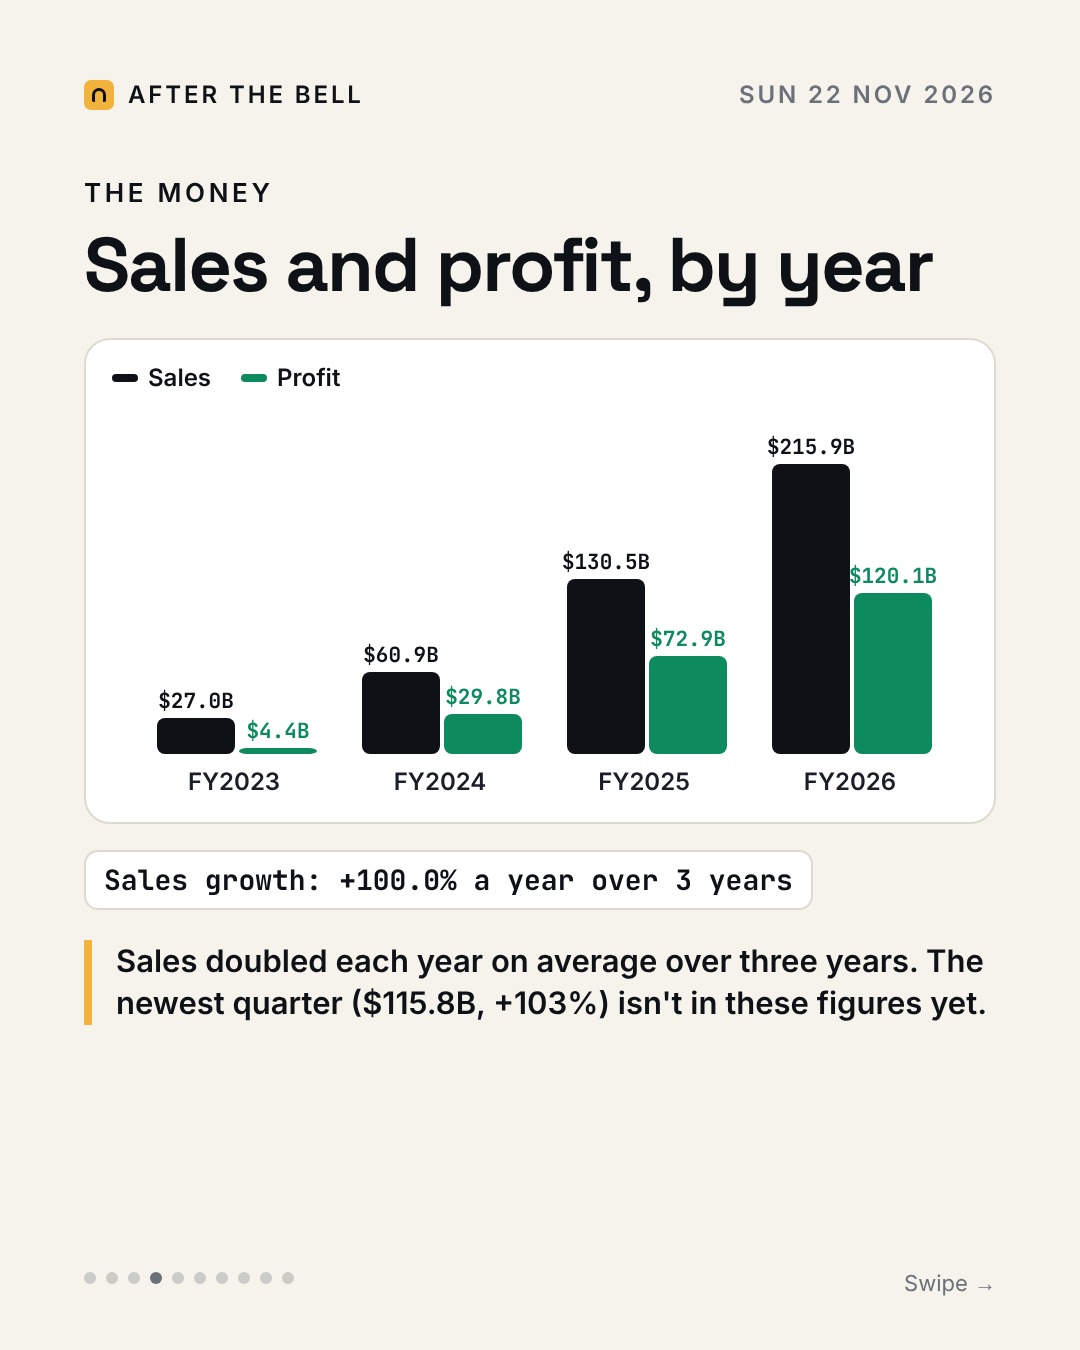 AFTER THE BELL
SUN 22 NOV 2026
THE MONEY
Sales and profit, by year
Sales
Profit
$27.0B
$4.4B
$60.9B
$29.8B
$130.5B
$72.9B
$215.9B
$120.1B
FY2023
FY2024
FY2025
FY2026
Sales growth: +100.0% a year over 3 years
Sales doubled each year on average over three years. The
newest quarter ($115.8B, +103%) isn't in these figures yet.
Swipe →